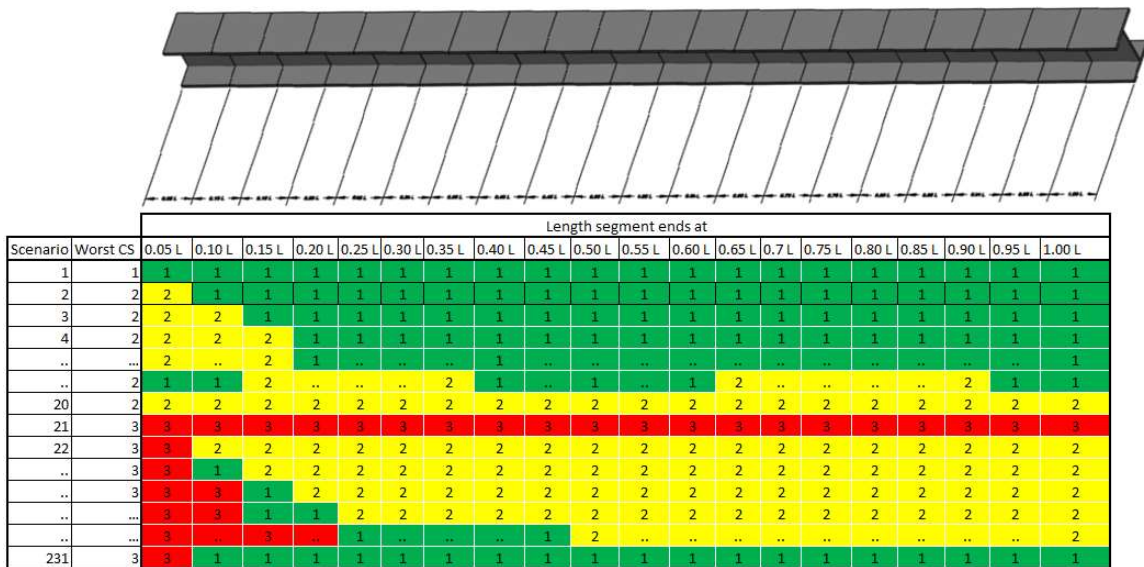 Length segment ends at
Scenario Worst CS 0.05 L 0.10 L 0.15 L 0.20 L 0.25 L 0.30 L 0.35 L 0.40 L 0.45 L 0.50 L 0.55 L 0.60 L 0.65 L 0.7 L 0.75 L 0.80 L 0.85 L 0.90 L 0.95 L 1.00 L
1 1 1 1 1 1 1 1 1 1 1 1 1 1 1 1 1 1 1 1 1 1
2 2 2 1 1 1 1 1 1 1 1 1 1 1 1 1 1 1 1 1 1 1
3 2 2 2 1 1 1 1 1 1 1 1 1 1 1 1 1 1 1 1 1 1
4 2 2 2 2 1 1 1 1 1 1 1 1 1 1 1 1 1 1 1 1 1
.. ... 2 .. 2 1 .. .. .. 1 .. .. .. .. .. .. .. .. .. .. .. 1
.. 2 1 1 2 .. .. .. 2 1 .. 1 .. 1 2 .. .. .. .. 2 1 1
20 2 2 2 2 2 2 2 2 2 2 2 2 2 2 2 2 2 2 2 2 2
21 3 3 3 3 3 3 3 3 3 3 3 3 3 3 3 3 3 3 3 3 3
22 3 3 2 2 2 2 2 2 2 2 2 2 2 2 2 2 2 2 2 2 2
.. 3 3 1 2 2 2 2 2 2 2 2 2 2 2 2 2 2 2 2 2 2
.. 3 3 3 1 2 2 2 2 2 2 2 2 2 2 2 2 2 2 2 2 2
.. ... 3 3 1 1 2 2 2 2 2 2 2 2 2 2 2 2 2 2 2 2
.. ... 3 .. 3 .. 1 .. .. .. 1 2 .. .. .. .. .. .. .. .. .. 2
231 3 3 1 1 1 1 1 1 1 1 1 1 1 1 1 1 1 1 1 1 1